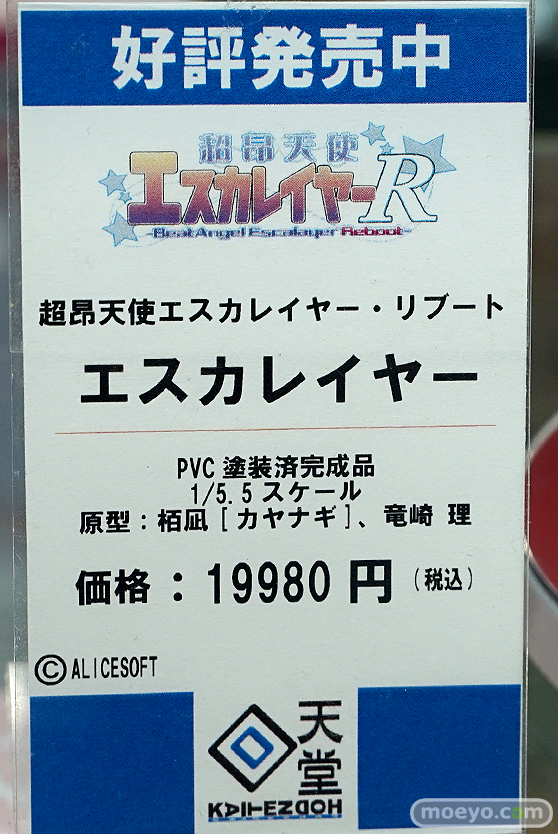 好評発売中
超昂天使
エスカレイヤーR
-Beat Angel Escalayer Reboot-
超昂天使エスカレイヤー・リブート
エスカレイヤー
PVC 塗装済完成品
1/5.5 スケール
原型：栢凪［カヤナギ］、竜崎 理
価格：19980 円（税込）
©ALICESOFT
天堂
KAITENDOH
moeyo.com